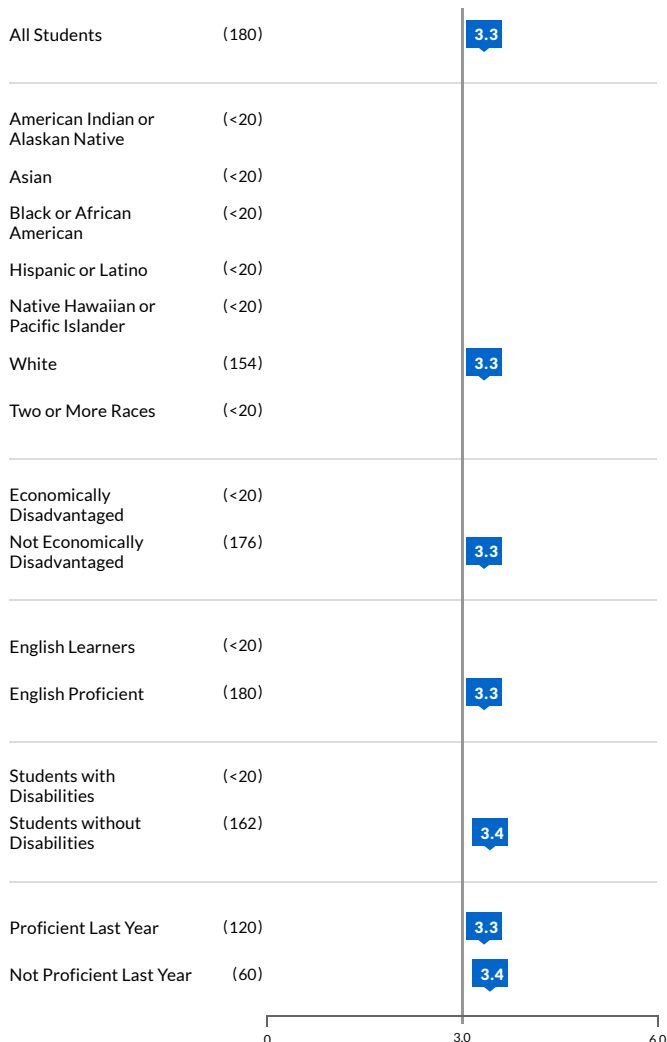 All Students (180) 3.3
American Indian or
Alaskan Native (<20)
Asian (<20)
Black or African
American (<20)
Hispanic or Latino (<20)
Native Hawaiian or
Pacific Islander (<20)
White (154) 3.3
Two or More Races (<20)
Economically
Disadvantaged (<20)
Not Economically
Disadvantaged (176) 3.3
English Learners (<20)
English Proficient (180) 3.3
Students with
Disabilities (<20)
Students without
Disabilities (162) 3.4
Proficient Last Year (120) 3.3
Not Proficient Last Year (60) 3.4
0 3.0 6.0